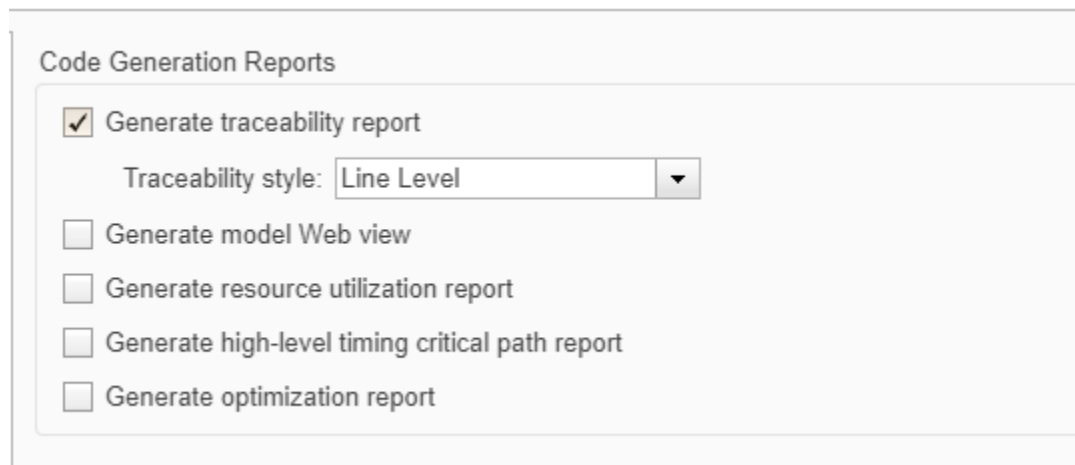 Code Generation Reports
Generate traceability report
Traceability style: Line Level
Generate model Web view
Generate resource utilization report
Generate high-level timing critical path report
Generate optimization report